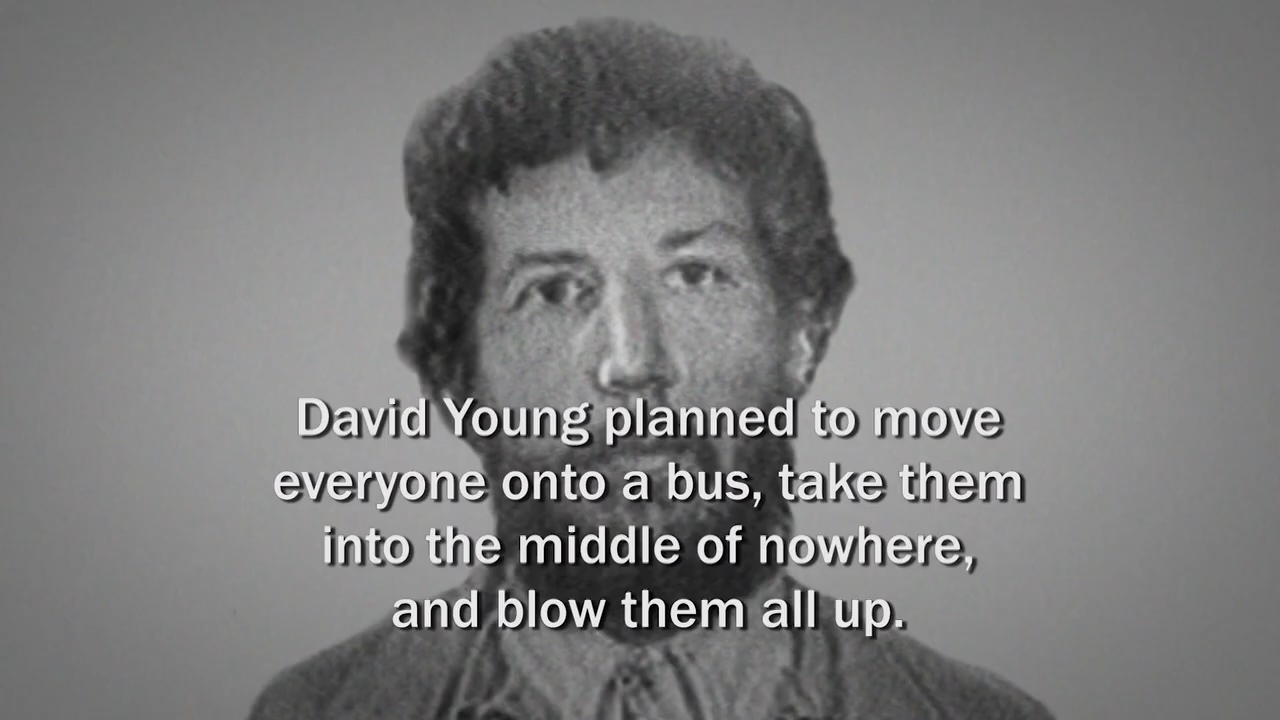 David Young planned to move
everyone onto a bus, take them
into the middle of nowhere,
and blow them all up.